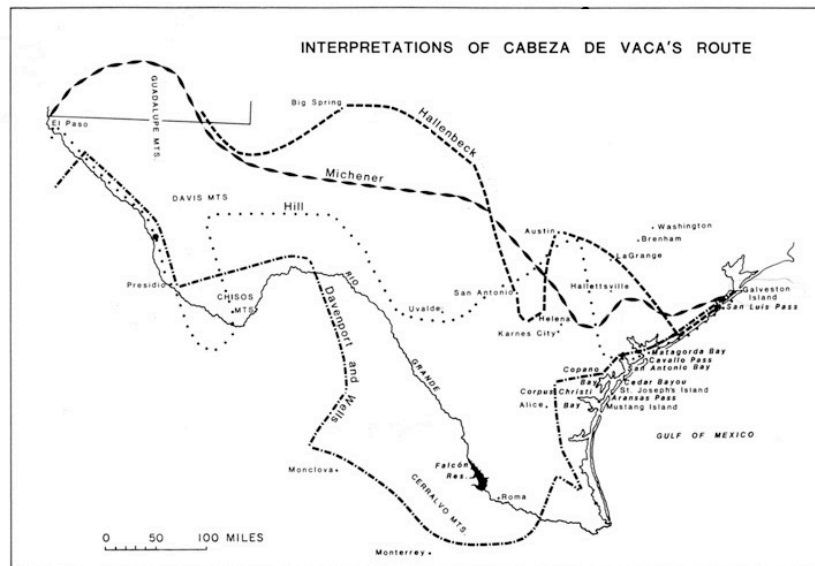 INTERPRETATIONS OF CABEZA DE VACA'S ROUTE
Big Spring
Hallenbeck
GUADALUPE MTS.
El Paso
Michener
DAVIS MTS
Hill
Austin
Washington
Brenham
LaGrange
Presidio
CHISOS
MTS.
RIO
GRANDE
Uvalde
San Antonio
Hallettsville
Galveston
Island
San Luis Pass
Helena
Karnes City
Davenport and
Wells
Matagorda Bay
Cavallo Pass
San Antonio Bay
Copano
Bay
Cedar Bayou
St. Joseph's Island
Corpus Christi
Bay
Aransas Pass
Alice
Mustang Island
GULF OF MEXICO
Monclova
Falcón
Res.
Roma
CERRALVO MTS.
Monterrey
0 50 100 MILES